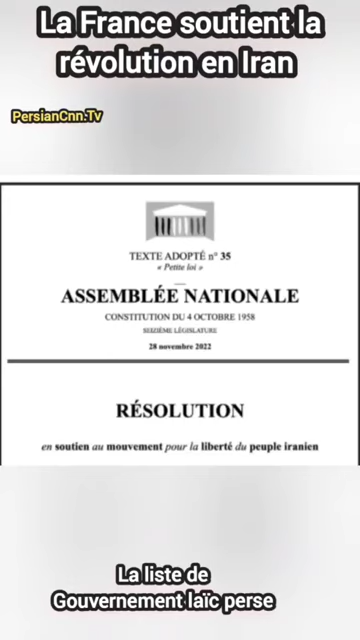 La France soutient la
révolution en Iran
PersianCnn.Tv
TEXTE ADOPTÉ n° 35
« Petite loi »
ASSEMBLÉE NATIONALE
CONSTITUTION DU 4 OCTOBRE 1958
SEIZIÈME LÉGISLATURE
28 novembre 2022
RÉSOLUTION
en soutien au mouvement pour la liberté du peuple iranien
La liste de
Gouvernement laïc perse